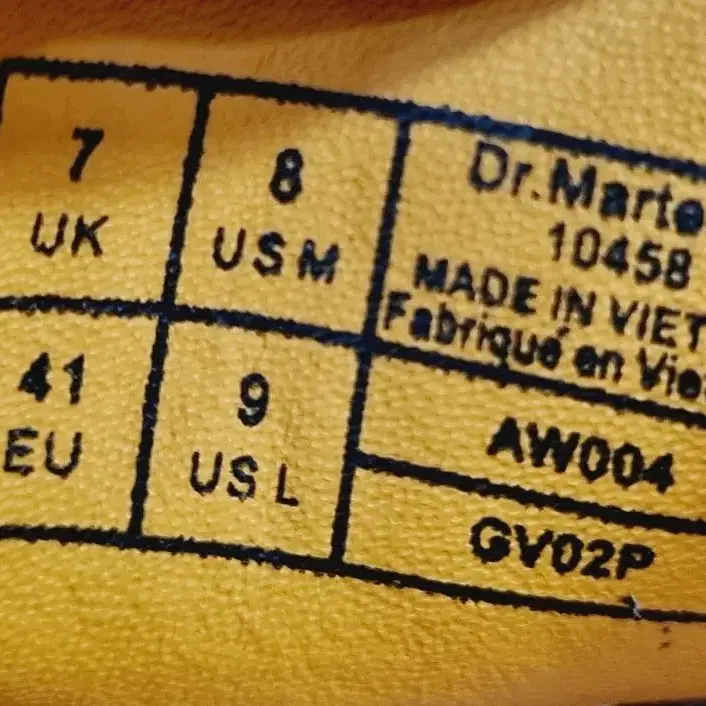 7
UK
8
USM
Dr.Marte
10458
MADE IN VIET
Fabriqué en Vie
41
EU
9
US L
AW004
GV02P